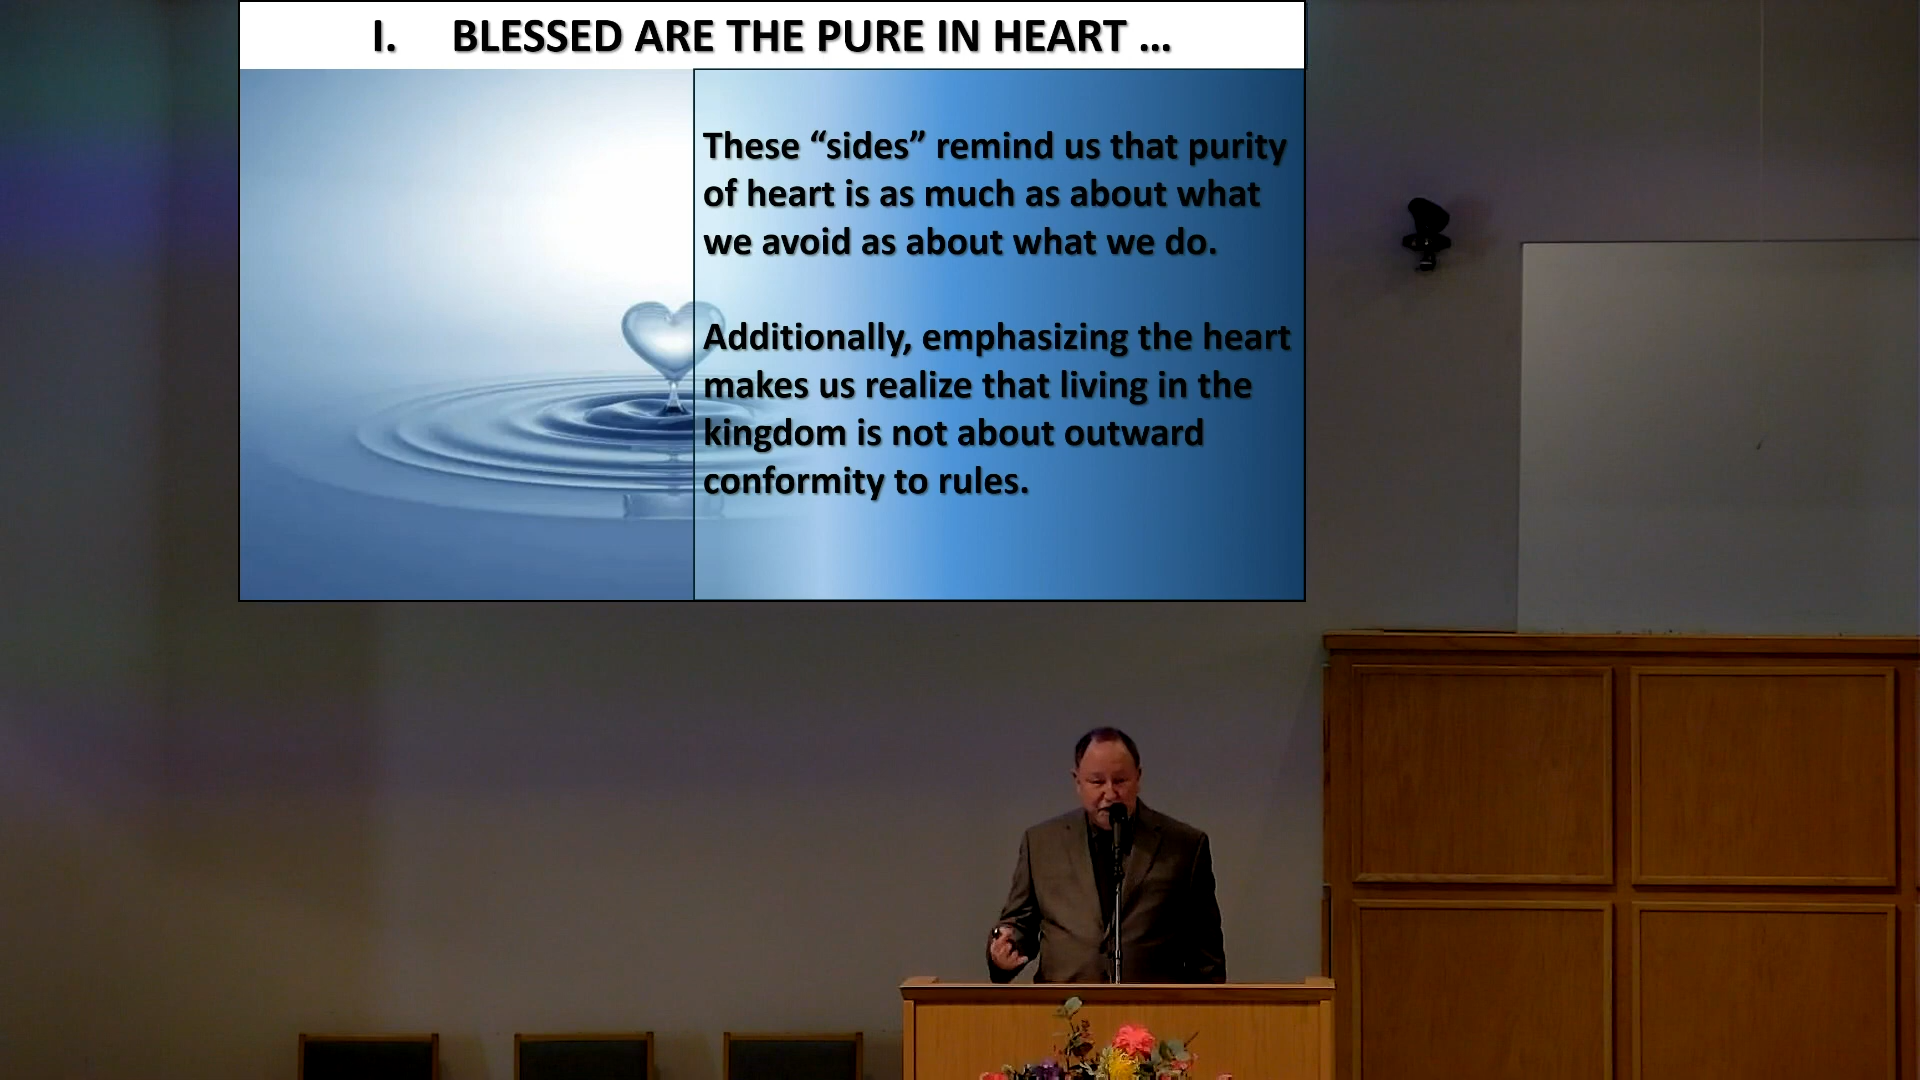 I. BLESSED ARE THE PURE IN HEART ...
These “sides” remind us that purity
of heart is as much as about what
we avoid as about what we do.
Additionally, emphasizing the heart
makes us realize that living in the
kingdom is not about outward
conformity to rules.